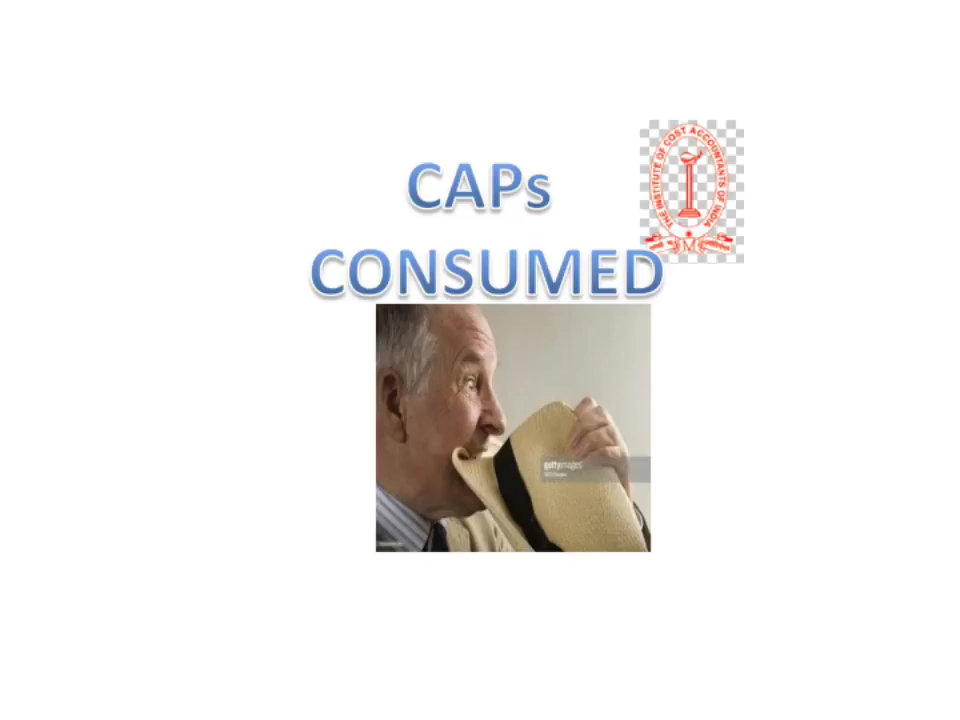 CAPs
CONSUMED
THE INSTITUTE OF COST ACCOUNTANTS OF INDIA
M
gettyimages